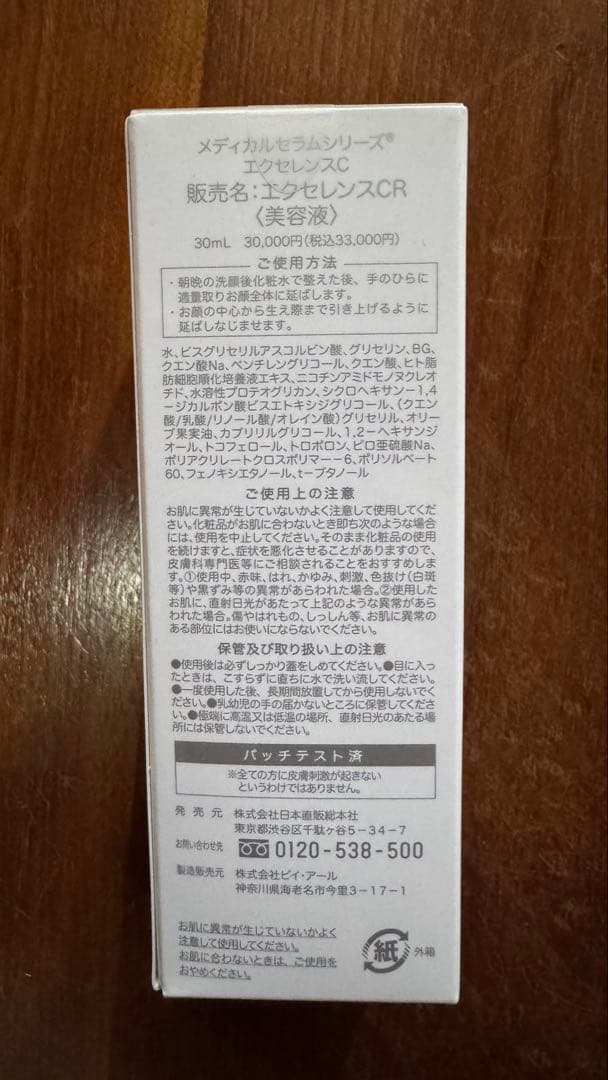 メディカルセラムシリーズ®
エクセレンスC
販売名:エクセレンスCR
〈美容液〉
30mL 30,000円(税込33,000円)
ご使用方法
・朝晩の洗顔後化粧水で整えた後、手のひらに
適量取りお顔全体に延ばします。
・お顔の中心から生え際まで引き上げるように
延ばしなじませます。
水、ビスグリセリルアスコルビン酸、グリセリン、BG、
クエン酸Na、ペンチレングリコール、クエン酸、ヒト脂
肪細胞順化培養液エキス、ニコチンアミドモノヌクレオ
チド、水溶性プロテオグリカン、シクロヘキサン-1,4
-ジカルボン酸ビスエトキシジグリコール、(クエン
酸/乳酸/リノール酸/オレイン酸)グリセリル、オリー
ブ果実油、カプリリルグリコール、1,2-ヘキサンジ
オール、トコフェロール、トロポロン、ピロ亜硫酸Na、
ポリアクリレートクロスポリマー-6、ポリソルベート
60、フェノキシエタノール、t-ブタノール
ご使用上の注意
お肌に異常が生じていないかよく注意して使用してくだ
さい。化粧品がお肌に合わないとき即ち次のような場合
には、使用を中止してください。そのまま化粧品の使用
を続けますと、症状を悪化させることがありますので、
皮膚科専門医等にご相談されることをおすすめしま
す。①使用中、赤味、はれ、かゆみ、刺激、色抜け(白斑
等)や黒ずみ等の異常があらわれた場合。②使用した
お肌に、直射日光があたって上記のような異常があら
われた場合。傷やはれもの、しっしん等、お肌に異常の
ある部位にはお使いにならないでください。
保管及び取り扱い上の注意
●使用後は必ずしっかり蓋をしめてください。●目に入っ
たときは、こすらずに直ちに水で洗い流してください。
●一度使用した後、長期間放置してから使用しないでく
ださい。●乳幼児の手の届かないところに保管してくださ
い。●極端に高温又は低温の場所、直射日光のあたる場
所には保管しないでください。
パッチテスト済
※全ての方に皮膚刺激が起きない
というわけではありません。
発売元 株式会社日本直販総本社
東京都渋谷区千駄ヶ谷5-34-7
お問い合わせ先 0120-538-500
製造販売元 株式会社ビイ・アール
神奈川県海老名市今里3-17-1
お肌に異常が生じていないかよく
注意して使用してください。
お肌に合わないときは、ご使用を
おやめください。
紙 外箱